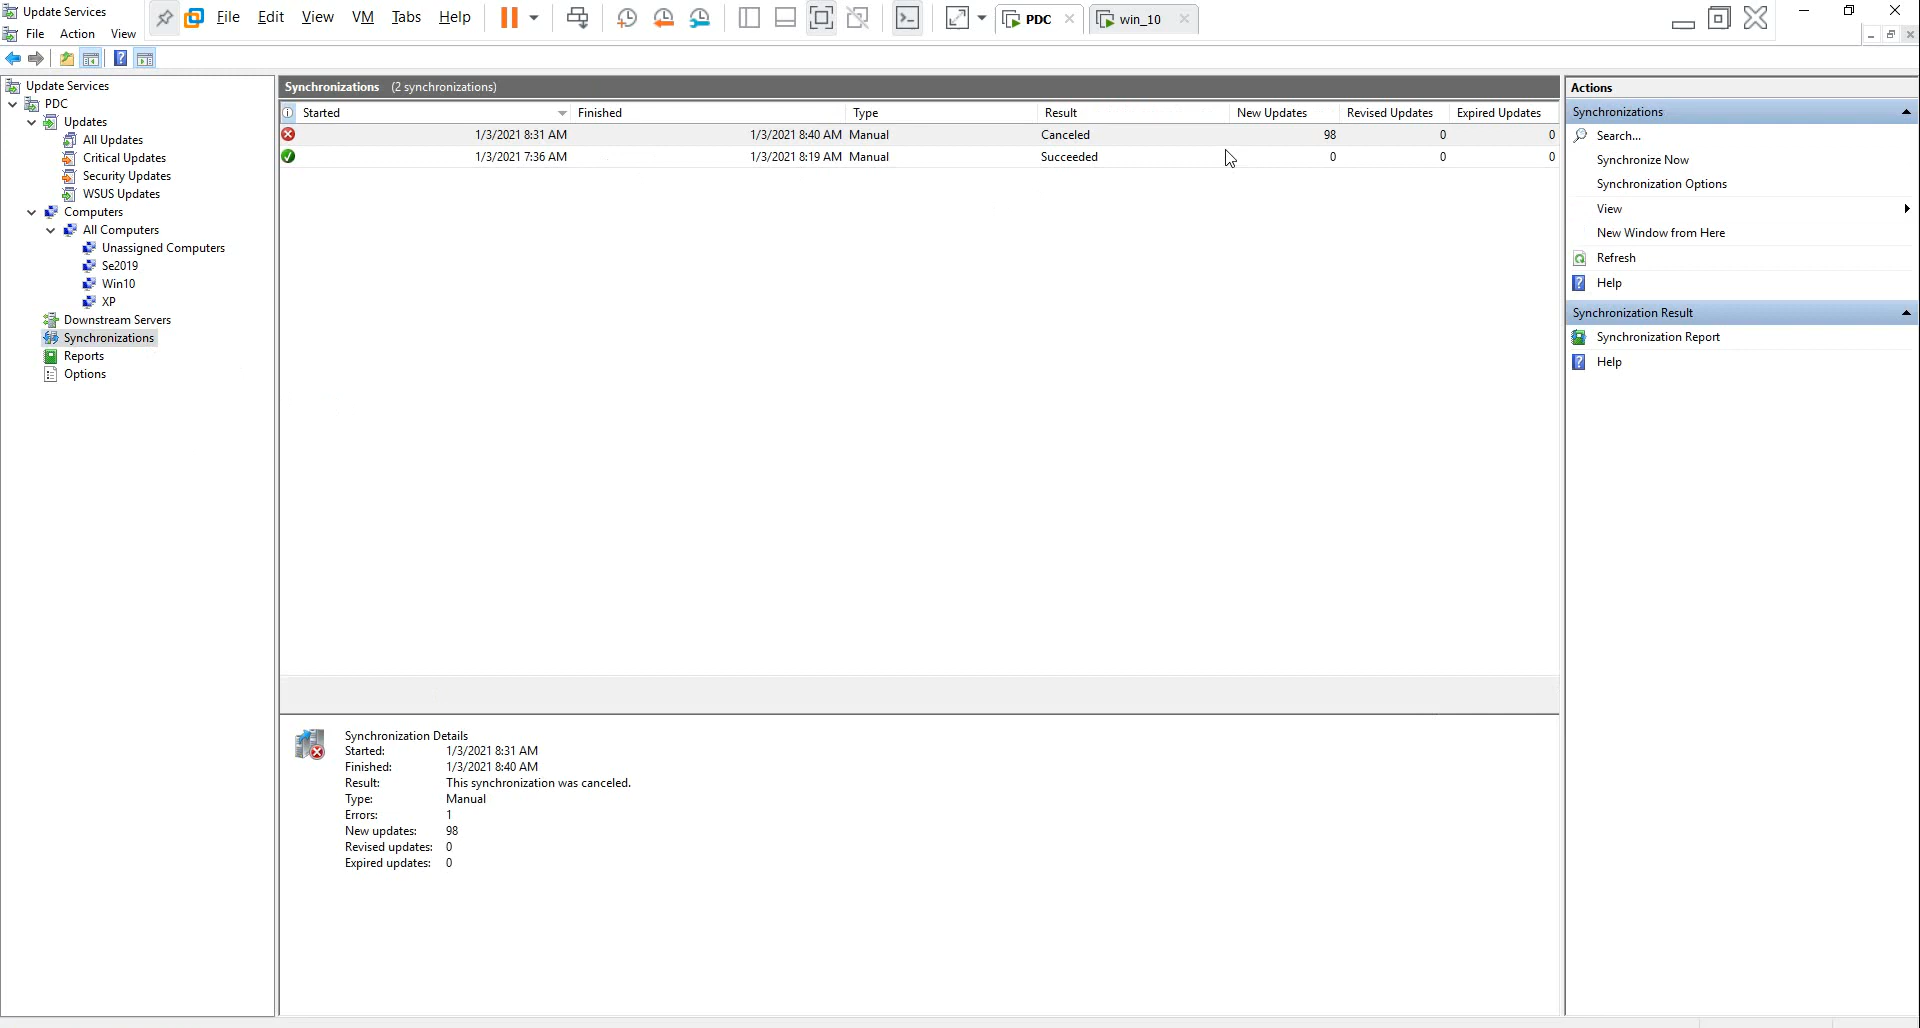 Update Services
File Edit View VM Tabs Help
PDC
win_10
File Action View
Update Services
PDC
Updates
All Updates
Critical Updates
Security Updates
WSUS Updates
Computers
All Computers
Unassigned Computers
Se2019
Win10
XP
Downstream Servers
Synchronizations
Reports
Options
Synchronizations (2 synchronizations)
Started Finished Type Result New Updates Revised Updates Expired Updates
1/3/2021 8:31 AM 1/3/2021 8:40 AM Manual Canceled 98 0 0
1/3/2021 7:36 AM 1/3/2021 8:19 AM Manual Succeeded 0 0 0
Synchronization Details
Started: 1/3/2021 8:31 AM
Finished: 1/3/2021 8:40 AM
Result: This synchronization was canceled.
Type: Manual
Errors: 1
New updates: 98
Revised updates: 0
Expired updates: 0
Actions
Synchronizations
Search...
Synchronize Now
Synchronization Options
View
New Window from Here
Refresh
Help
Synchronization Result
Synchronization Report
Help